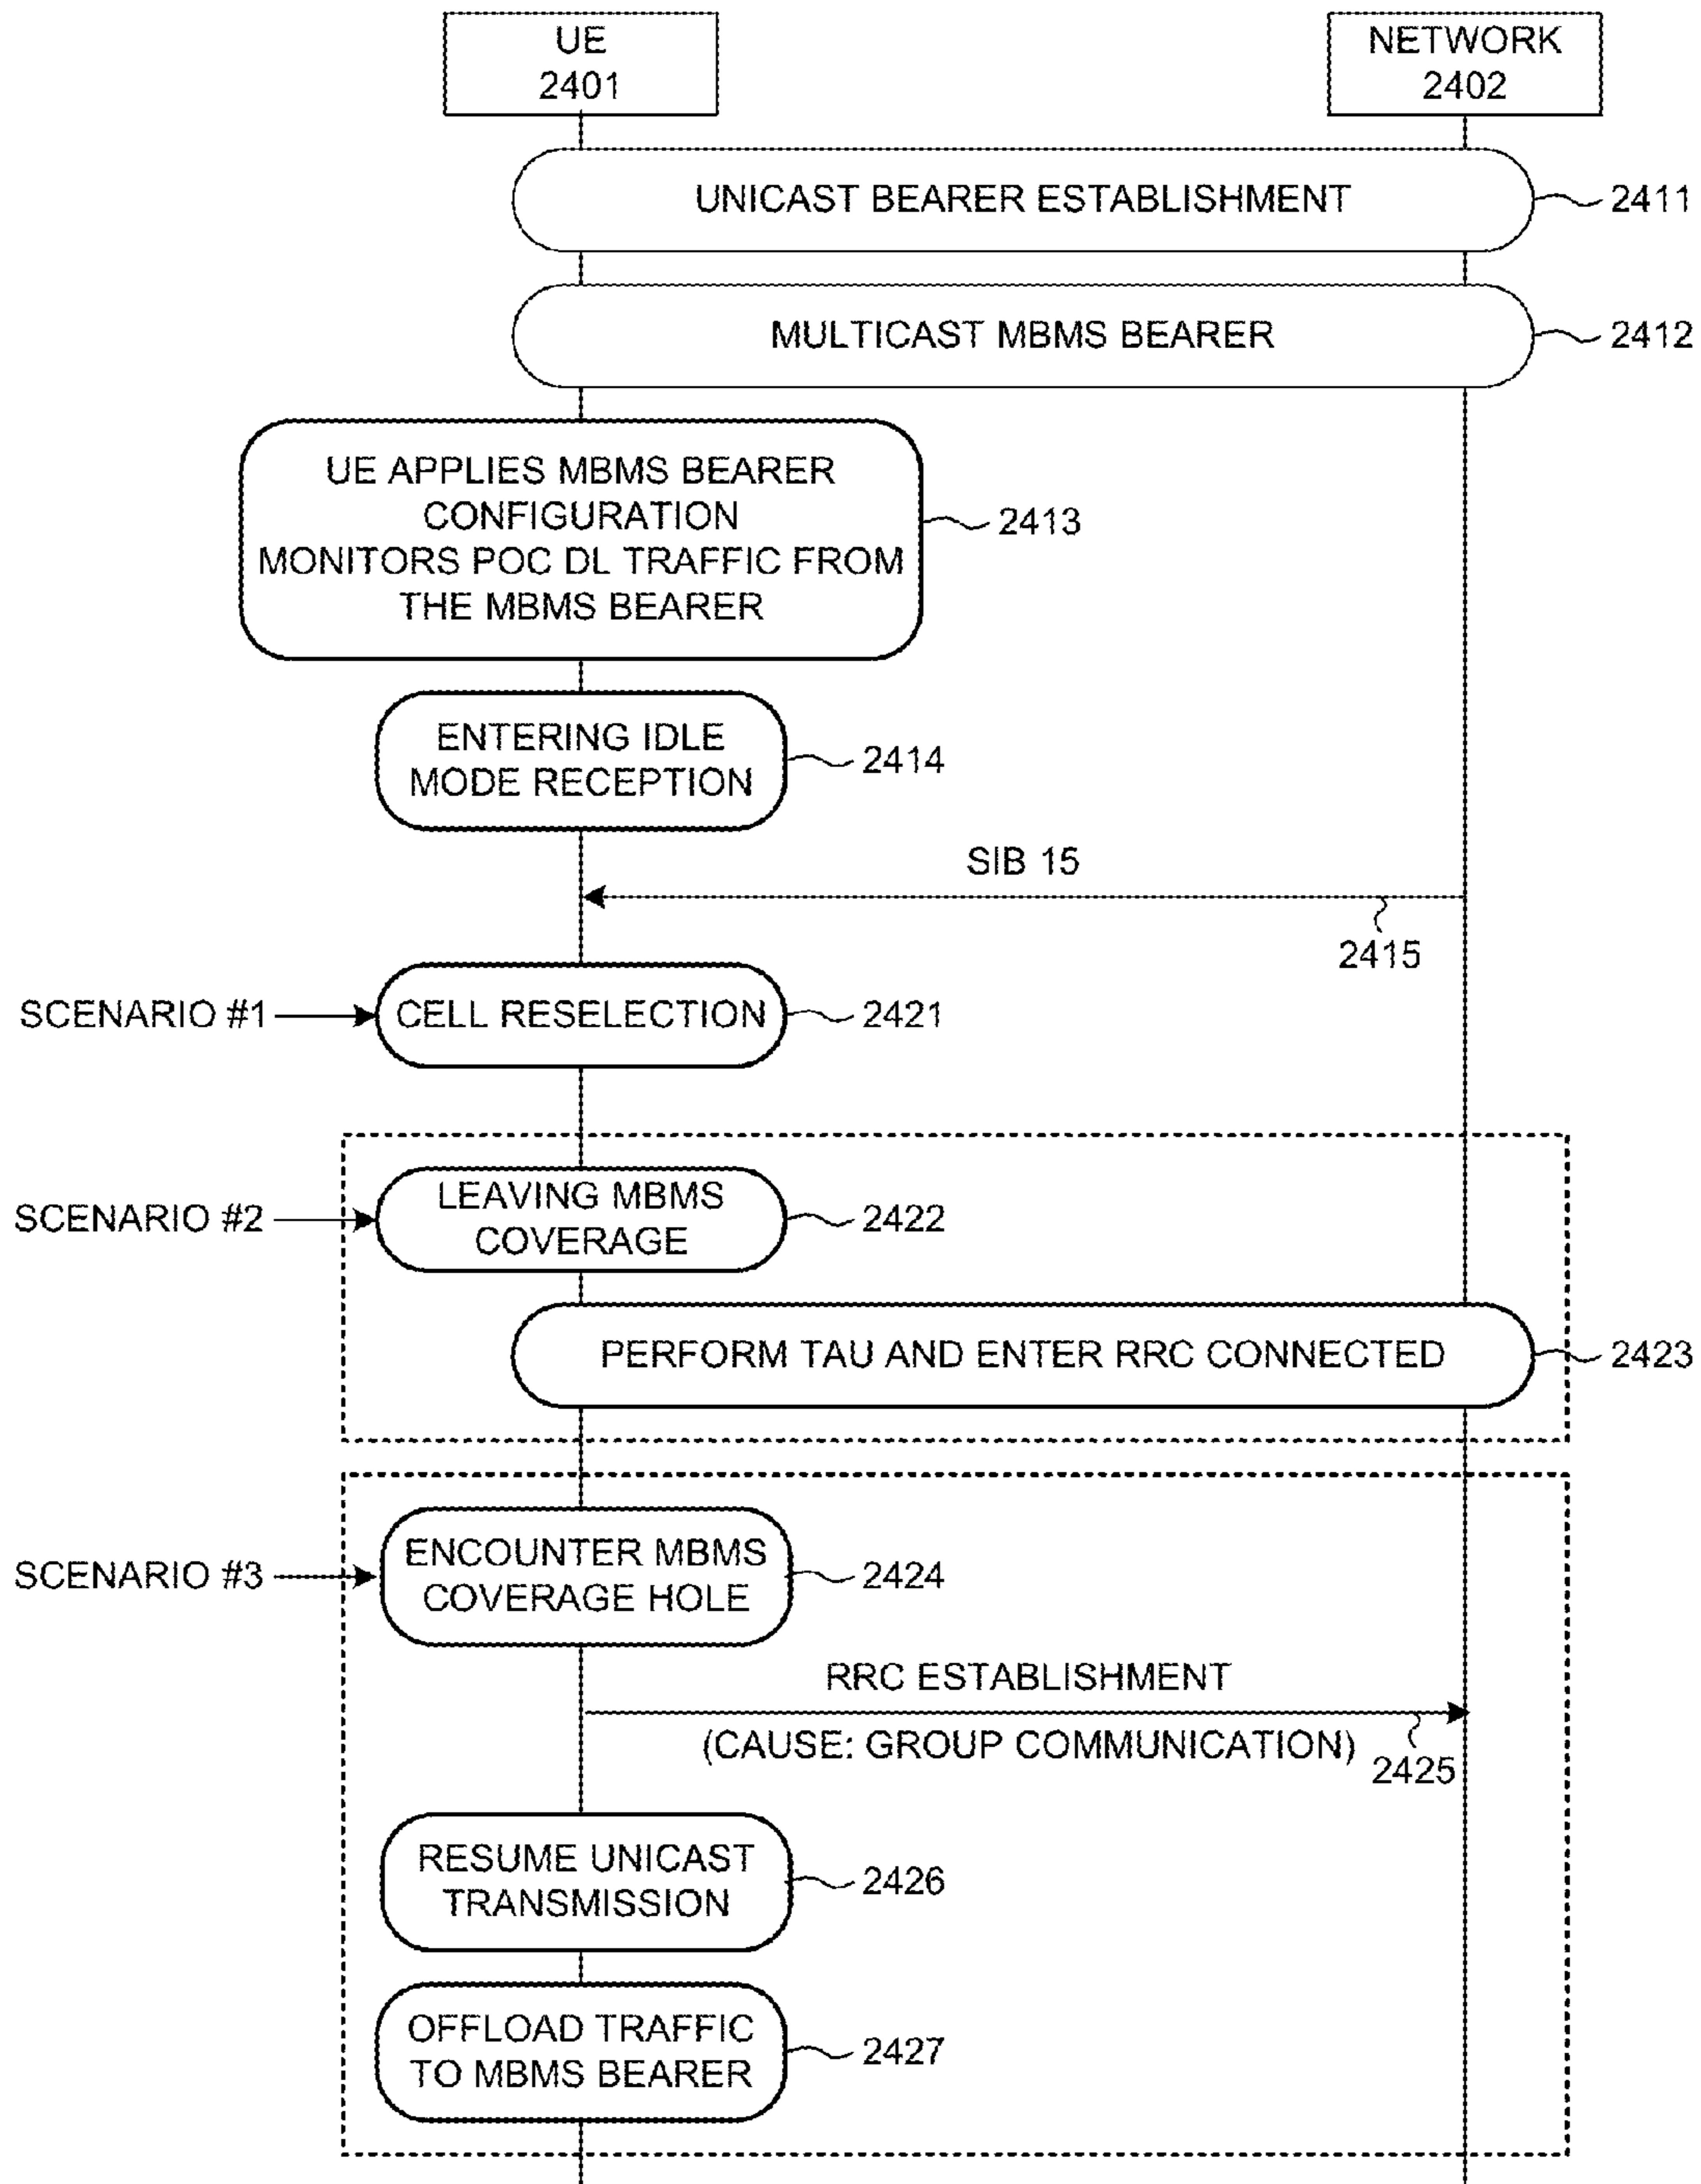 UE
2401
NETWORK
2402
UNICAST BEARER ESTABLISHMENT
2411
MULTICAST MBMS BEARER
2412
UE APPLIES MBMS BEARER
CONFIGURATION
MONITORS POC DL TRAFFIC FROM
THE MBMS BEARER
2413
ENTERING IDLE
MODE RECEPTION
2414
SIB 15
2415
SCENARIO #1
CELL RESELECTION
2421
SCENARIO #2
LEAVING MBMS
COVERAGE
2422
PERFORM TAU AND ENTER RRC CONNECTED
2423
SCENARIO #3
ENCOUNTER MBMS
COVERAGE HOLE
2424
RRC ESTABLISHMENT
(CAUSE: GROUP COMMUNICATION)
2425
RESUME UNICAST
TRANSMISSION
2426
OFFLOAD TRAFFIC
TO MBMS BEARER
2427